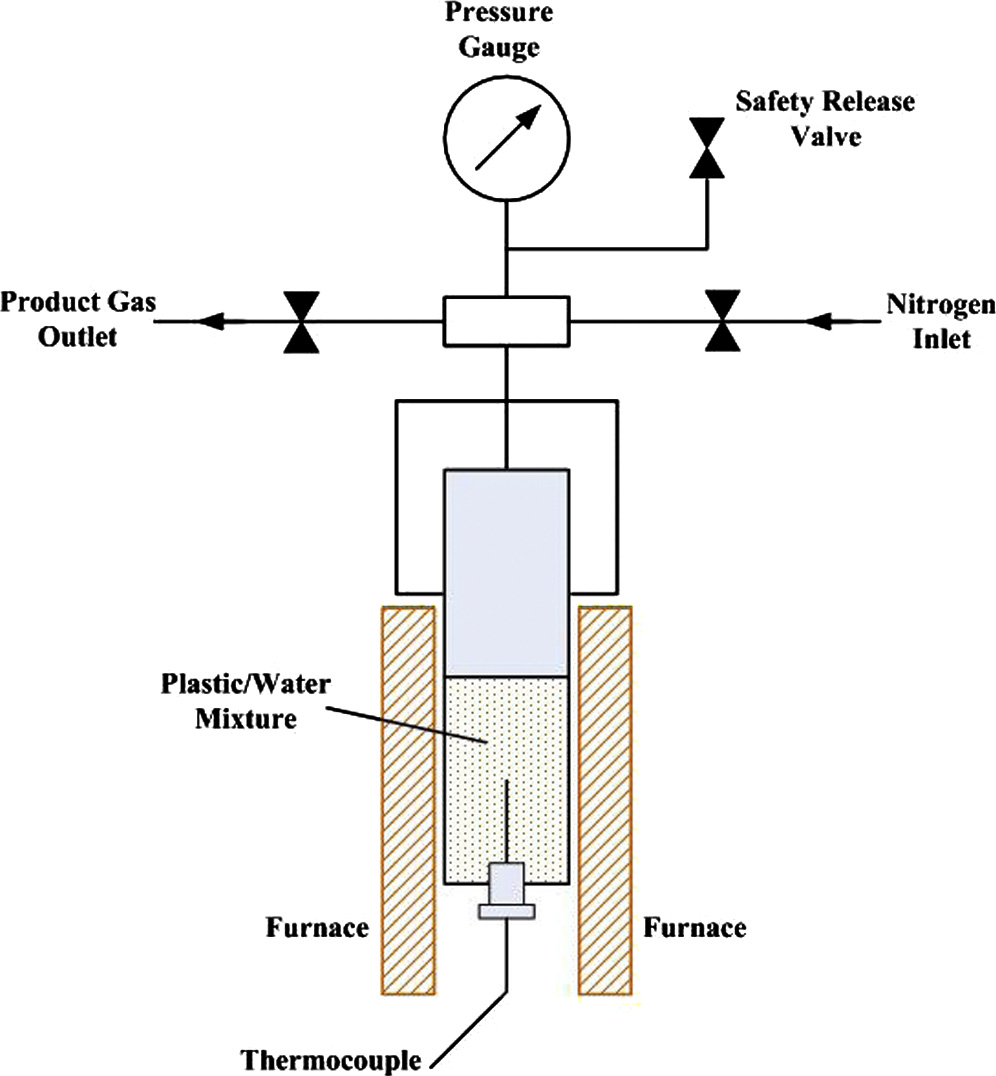 Pressure
Gauge
Safety Release
Valve
Product Gas
Outlet
Nitrogen
Inlet
Plastic/Water
Mixture
Furnace
Furnace
Thermocouple